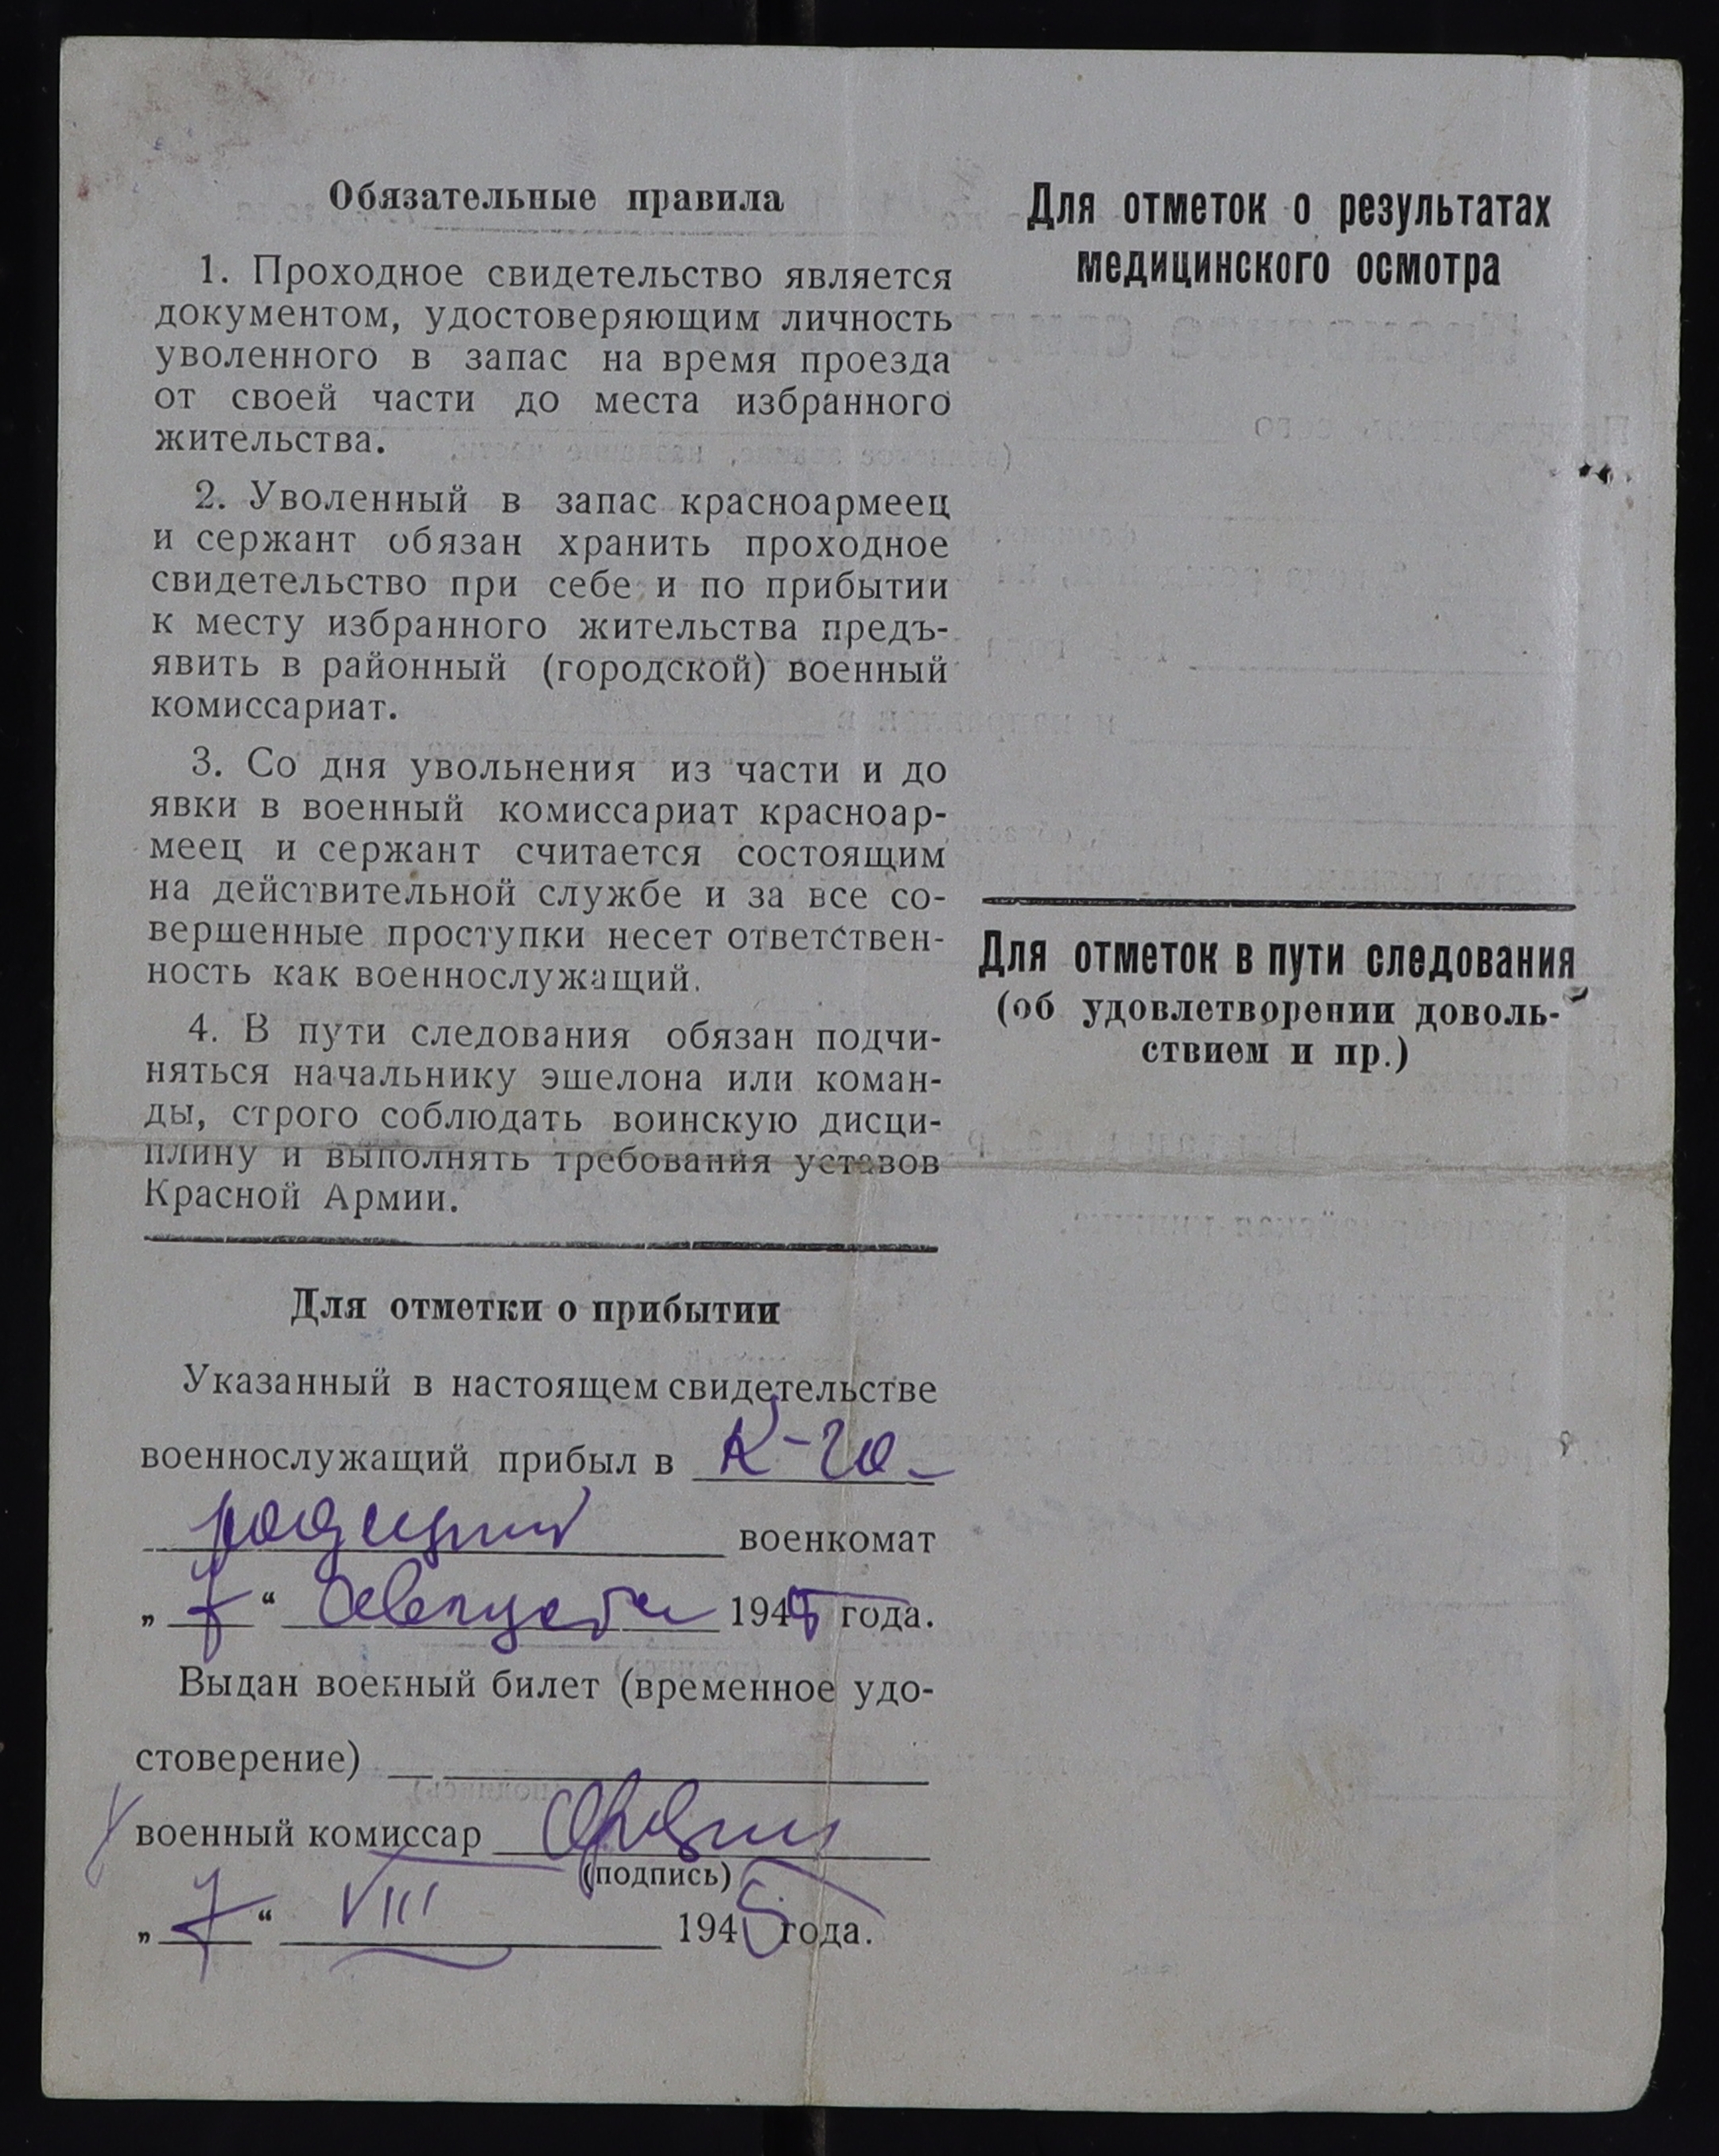 Обязательные правила
1. Проходное свидетельство является
документом, удостоверяющим личность
уволенного в запас на время проезда
от своей части до места избранного
жительства.
2. Уволенный в запас красноармеец
и сержант обязан хранить проходное
свидетельство при себе и по прибытии
к месту избранного жительства предъ-
явить в районный (городской) военный
комиссариат.
3. Со дня увольнения из части и до
явки в военный комиссариат красноар-
меец и сержант считается состоящим
на действительной службе и за все со-
вершенные проступки несет ответствен-
ность как военнослужащий.
4. В пути следования обязан подчи-
няться начальнику эшелона или коман-
ды, строго соблюдать воинскую дисци-
плину и выполнять требования уставов
Красной Армии.
Для отметки о прибытии
Указанный в настоящем свидетельстве
военнослужащий прибыл в К-го-
родецкий военкомат
„7“ Августа 1945 года.
Выдан военный билет (временное удо-
стоверение)
военный комиссар
(подпись)
„7“ VIII 1945 года.
Для отметок о результатах
медицинского осмотра
Для отметок в пути следования
(об удовлетворении доволь-
ствием и пр.)